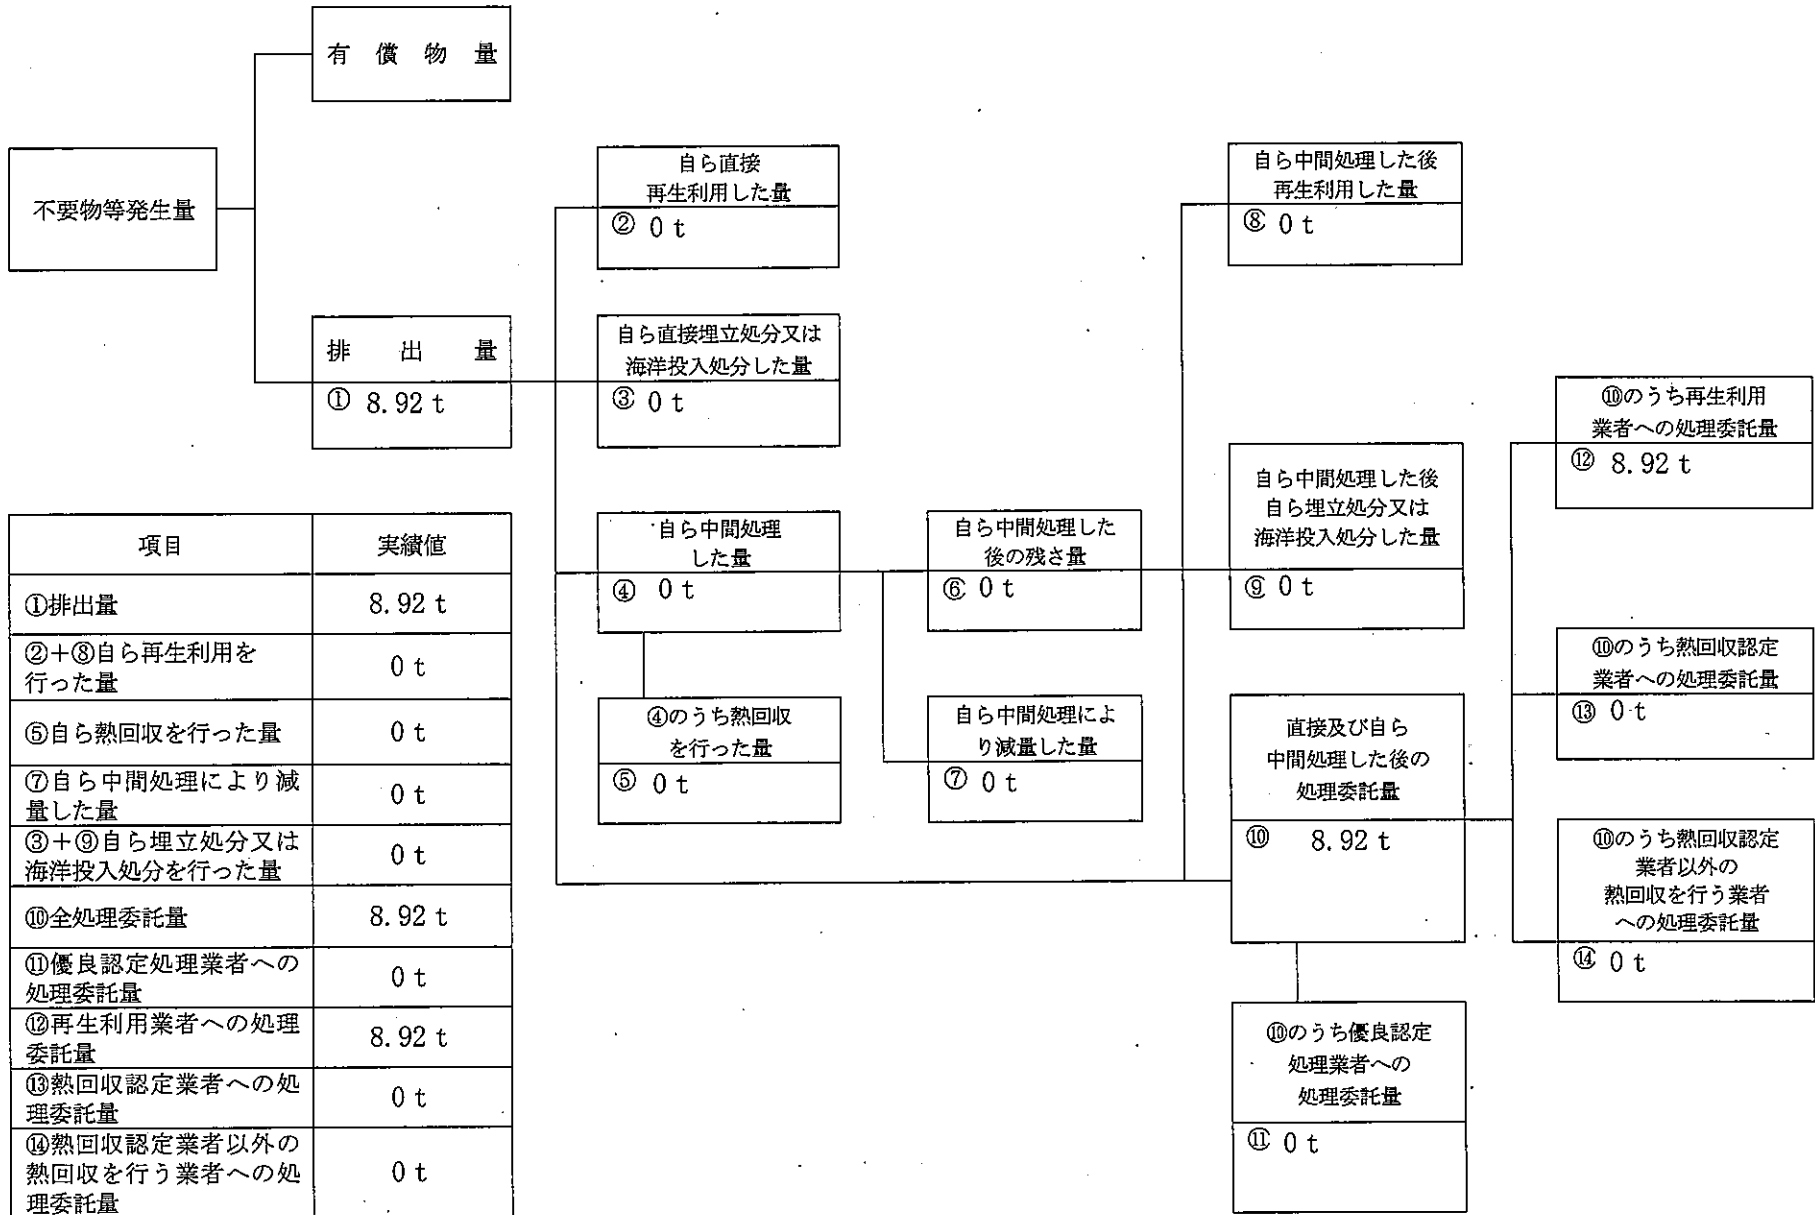 有償物量
不要物等発生量
排出量
① 8.92 t
自ら直接
再生利用した量
② 0 t
自ら直接埋立処分又は
海洋投入処分した量
③ 0 t
自ら中間処理
した量
④ 0 t
④のうち熱回収
を行った量
⑤ 0 t
自ら中間処理した
後の残さ量
⑥ 0 t
自ら中間処理によ
り減量した量
⑦ 0 t
自ら中間処理した後
再生利用した量
⑧ 0 t
自ら中間処理した後
自ら埋立処分又は
海洋投入処分した量
⑨ 0 t
直接及び自ら
中間処理した後の
処理委託量
⑩ 8.92 t
⑩のうち優良認定
処理業者への
処理委託量
⑪ 0 t
⑩のうち再生利用
業者への処理委託量
⑫ 8.92 t
⑩のうち熱回収認定
業者への処理委託量
⑬ 0 t
⑩のうち熱回収認定
業者以外の
熱回収を行う業者
への処理委託量
⑭ 0 t
項目 実績値
①排出量 8.92 t
②+⑧自ら再生利用を
行った量 0 t
⑤自ら熱回収を行った量 0 t
⑦自ら中間処理により減
量した量 0 t
③+⑨自ら埋立処分又は
海洋投入処分を行った量 0 t
⑩全処理委託量 8.92 t
⑪優良認定処理業者への
処理委託量 0 t
⑫再生利用業者への処理
委託量 8.92 t
⑬熱回収認定業者への処
理委託量 0 t
⑭熱回収認定業者以外の
熱回収を行う業者への処
理委託量 0 t